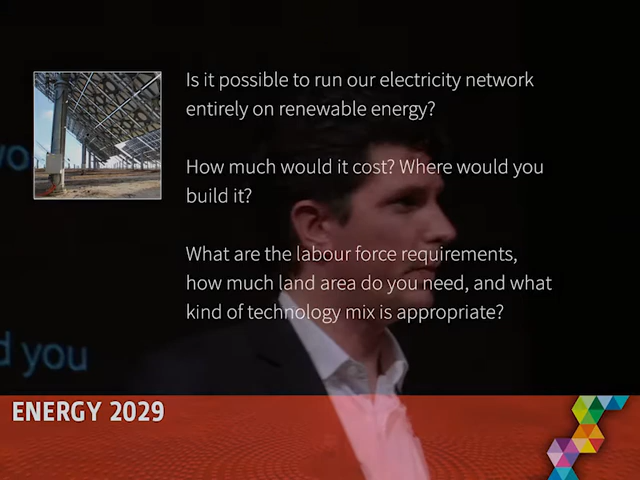 Is it possible to run our electricity network
entirely on renewable energy?
How much would it cost? Where would you
build it?
What are the labour force requirements,
how much land area do you need, and what
kind of technology mix is appropriate?
d you
ENERGY 2029